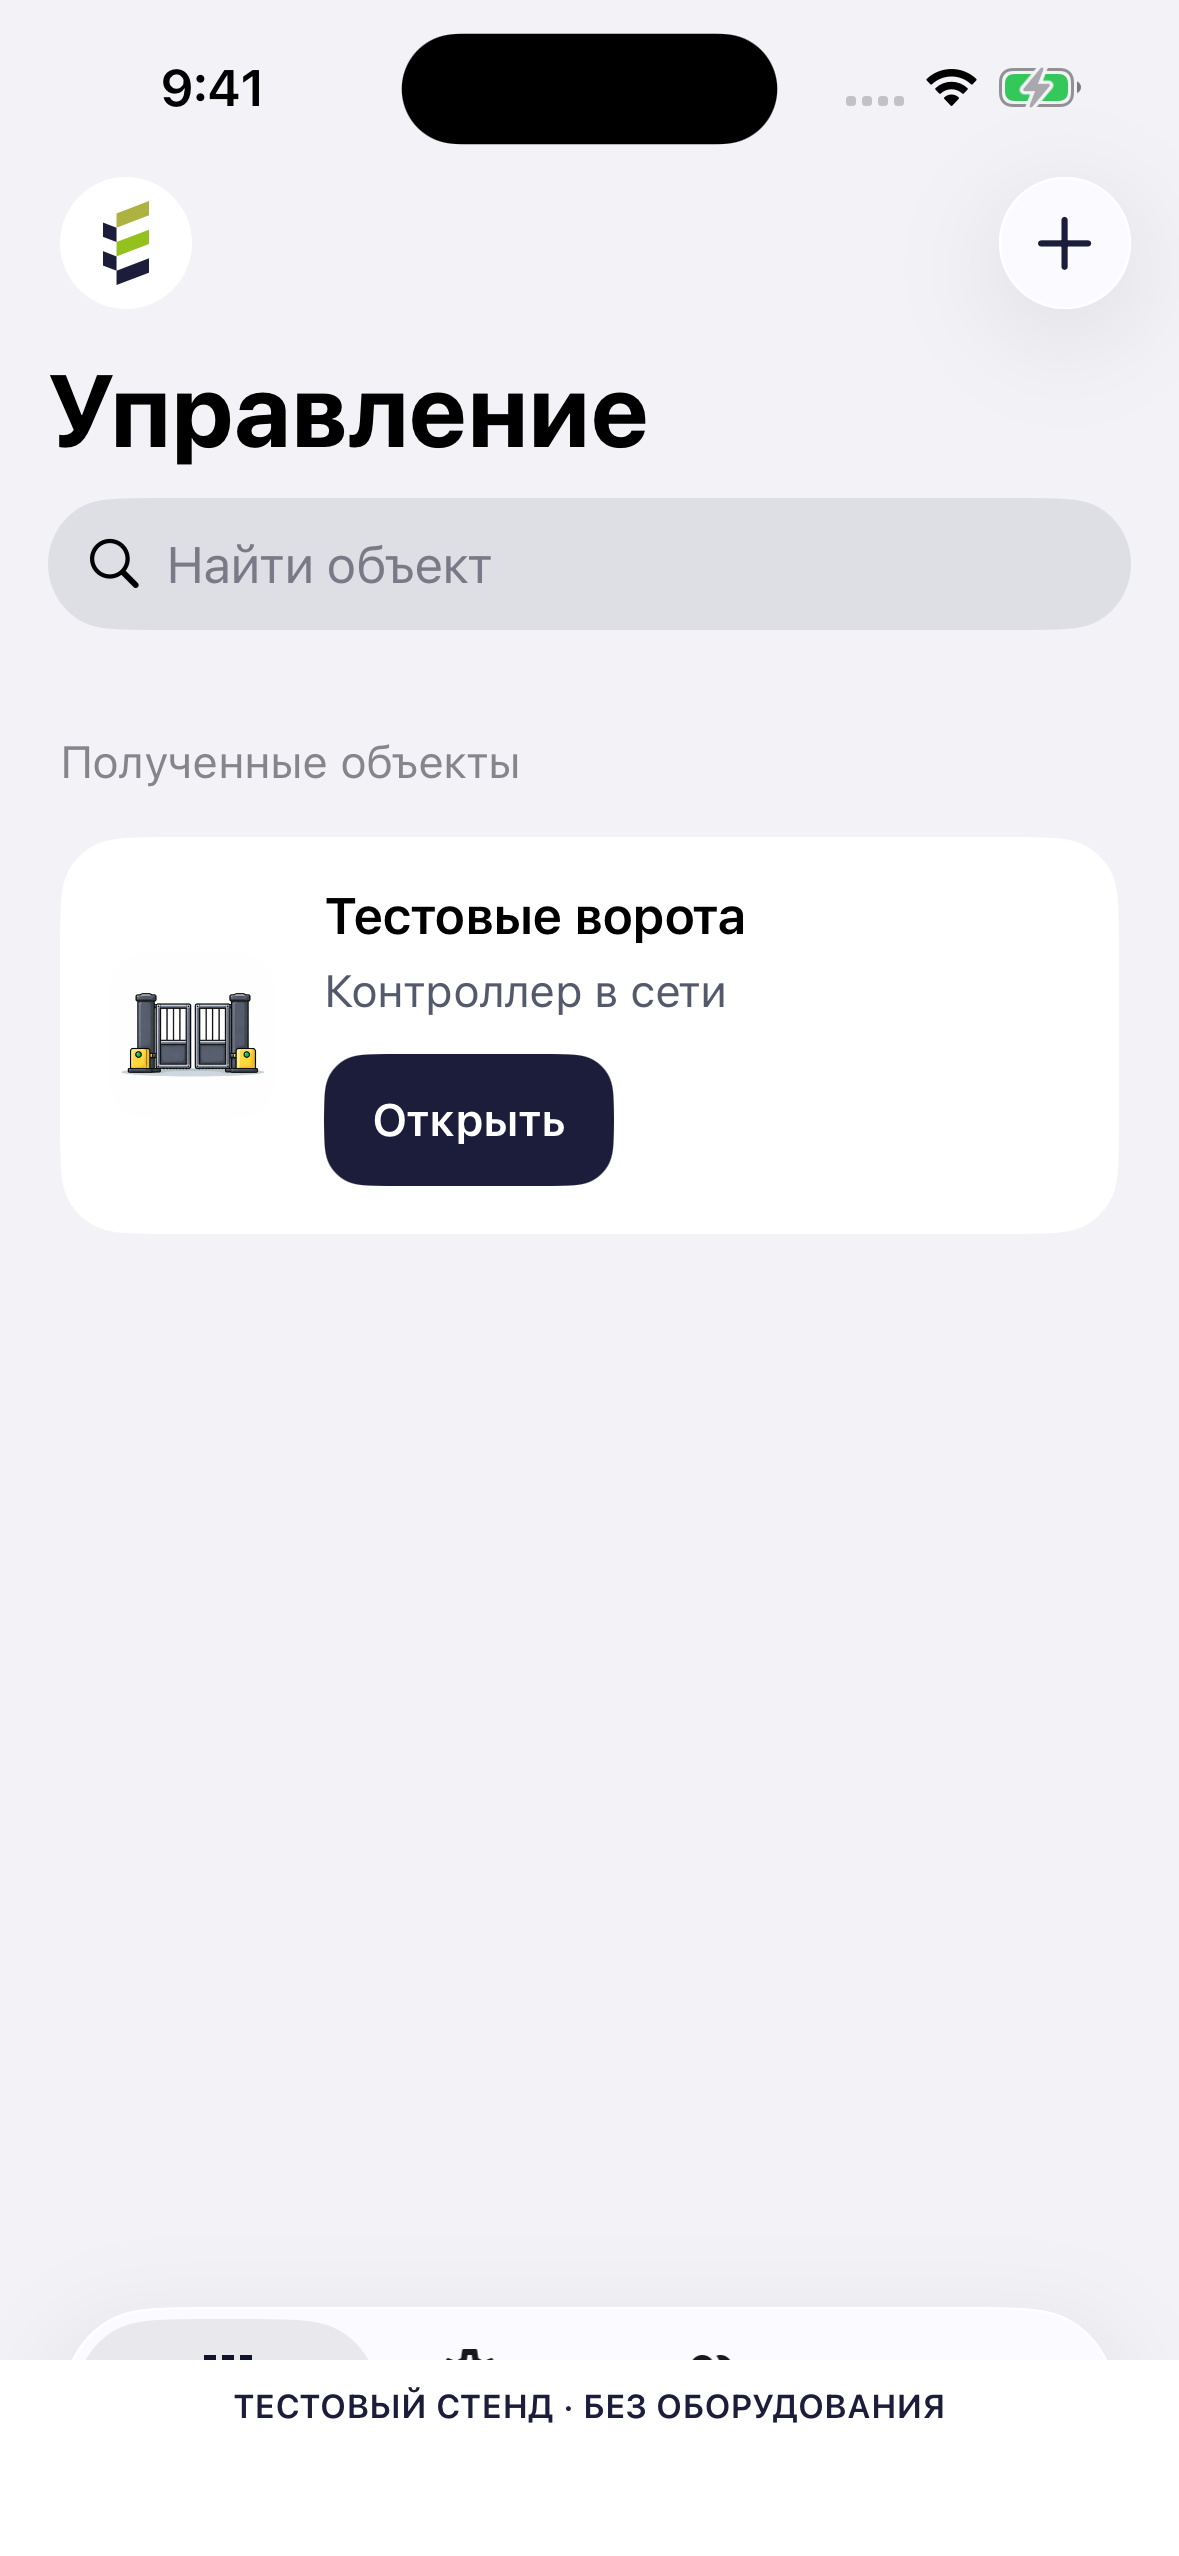 9:41
Управление
Найти объект
Полученные объекты
Тестовые ворота
Контроллер в сети
Открыть
ТЕСТОВЫЙ СТЕНД · БЕЗ ОБОРУДОВАНИЯ